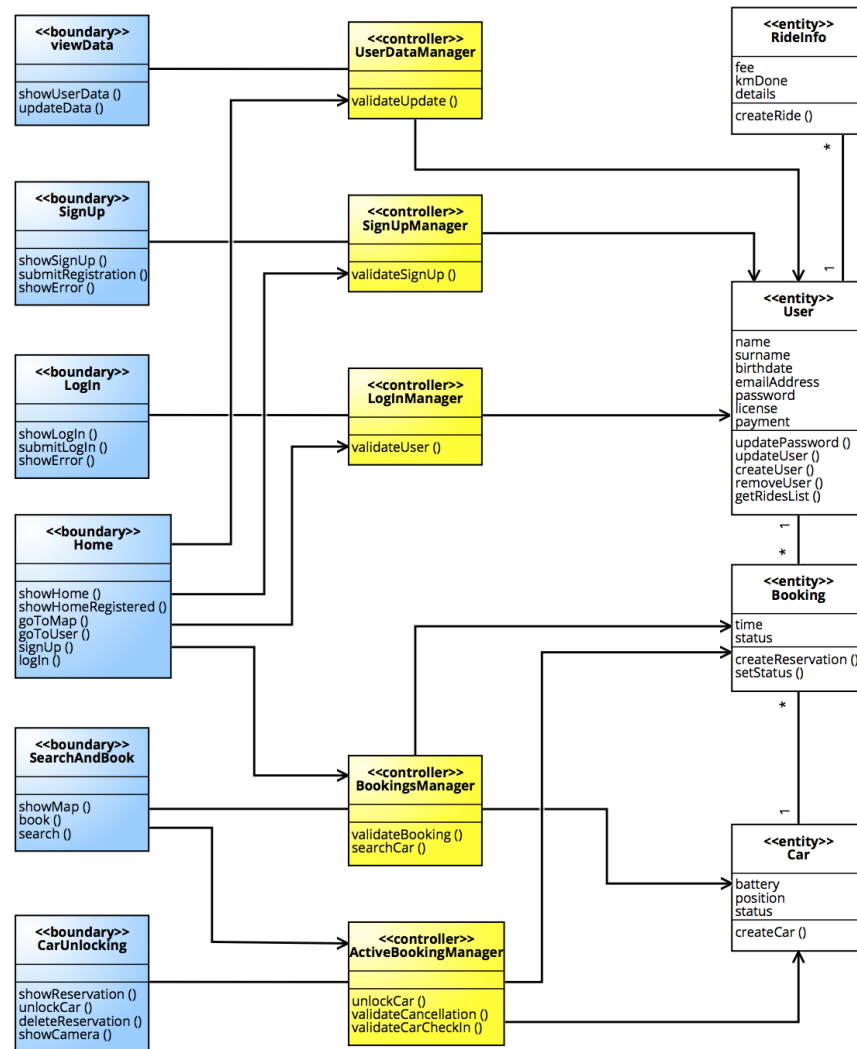 <<boundary>>
viewData
showUserData ()
updateData ()
<<controller>>
UserDataManager
validateUpdate ()
<<entity>>
RideInfo
fee
kmDone
details
createRide ()
*
1
<<boundary>>
SignUp
showSignUp ()
submitRegistration ()
showError ()
<<controller>>
SignUpManager
validateSignUp ()
<<entity>>
User
name
surname
birthdate
emailAddress
password
license
payment
updatePassword ()
updateUser ()
createUser ()
removeUser ()
getRidesList ()
1
*
<<boundary>>
LogIn
showLogIn ()
submitLogIn ()
showError ()
<<controller>>
LogInManager
validateUser ()
<<boundary>>
Home
showHome ()
showHomeRegistered ()
goToMap ()
goToUser ()
signUp ()
logIn ()
<<entity>>
Booking
time
status
createReservation ()
setStatus ()
*
1
<<boundary>>
SearchAndBook
showMap ()
book ()
search ()
<<controller>>
BookingsManager
validateBooking ()
searchCar ()
<<entity>>
Car
battery
position
status
createCar ()
<<boundary>>
CarUnlocking
showReservation ()
unlockCar ()
deleteReservation ()
showCamera ()
<<controller>>
ActiveBookingManager
unlockCar ()
validateCancellation ()
validateCarCheckIn ()